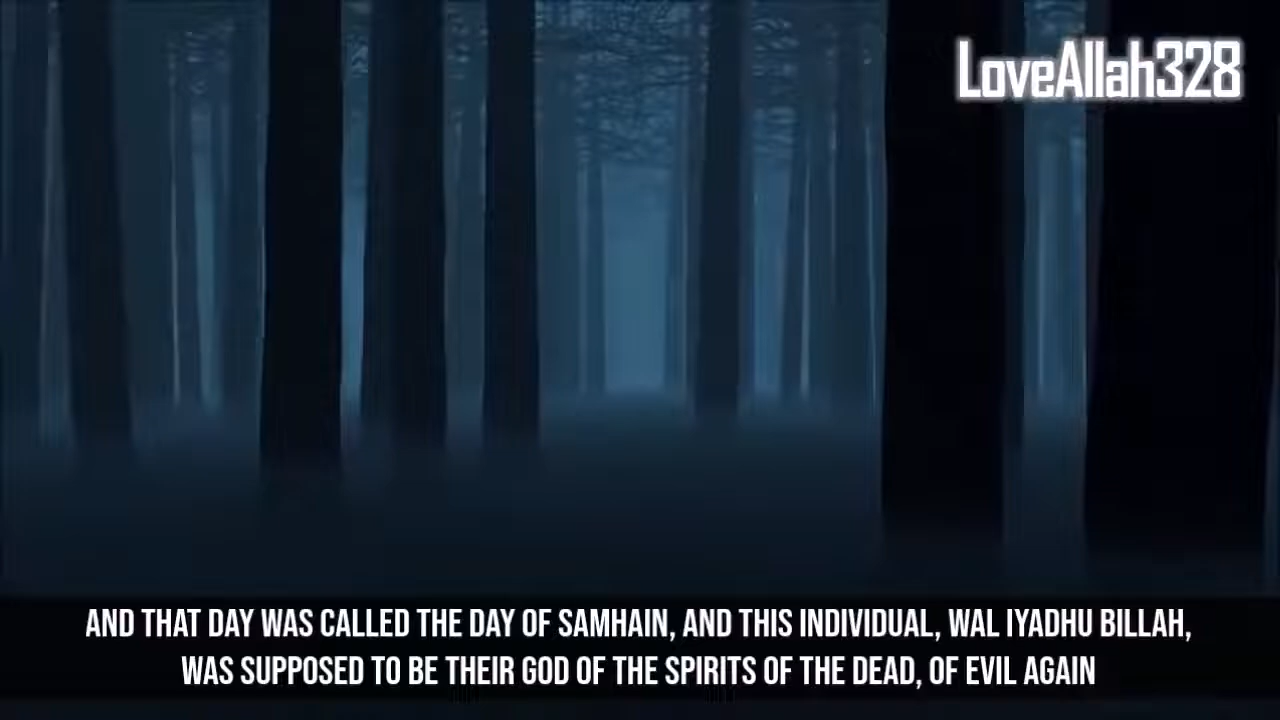 LoveAllah328
AND THAT DAY WAS CALLED THE DAY OF SAMHAIN, AND THIS INDIVIDUAL, WAL IYADHU BILLAH,
WAS SUPPOSED TO BE THEIR GOD OF THE SPIRITS OF THE DEAD, OF EVIL AGAIN